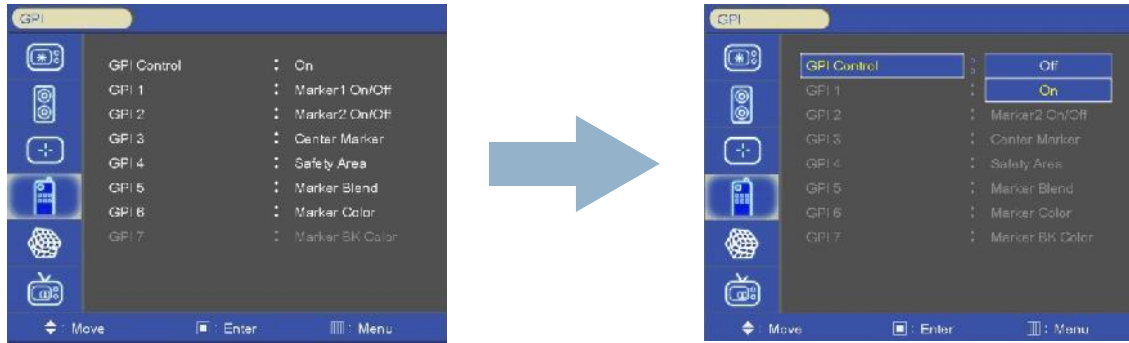 GPI
GPI Control : On
GPI 1 : Marker1 On/Off
GPI 2 : Marker2 On/Off
GPI 3 : Center Marker
GPI 4 : Safety Area
GPI 5 : Marker Blend
GPI 6 : Marker Color
GPI 7 : Marker BK Color
: Move : Enter : Menu
GPI
GPI Control : Off
GPI 1 : On
GPI 2 : Marker2 On/Off
GPI 3 : Center Marker
GPI 4 : Safety Area
GPI 5 : Marker Blend
GPI 6 : Marker Color
GPI 7 : Marker BK Color
: Move : Enter : Menu